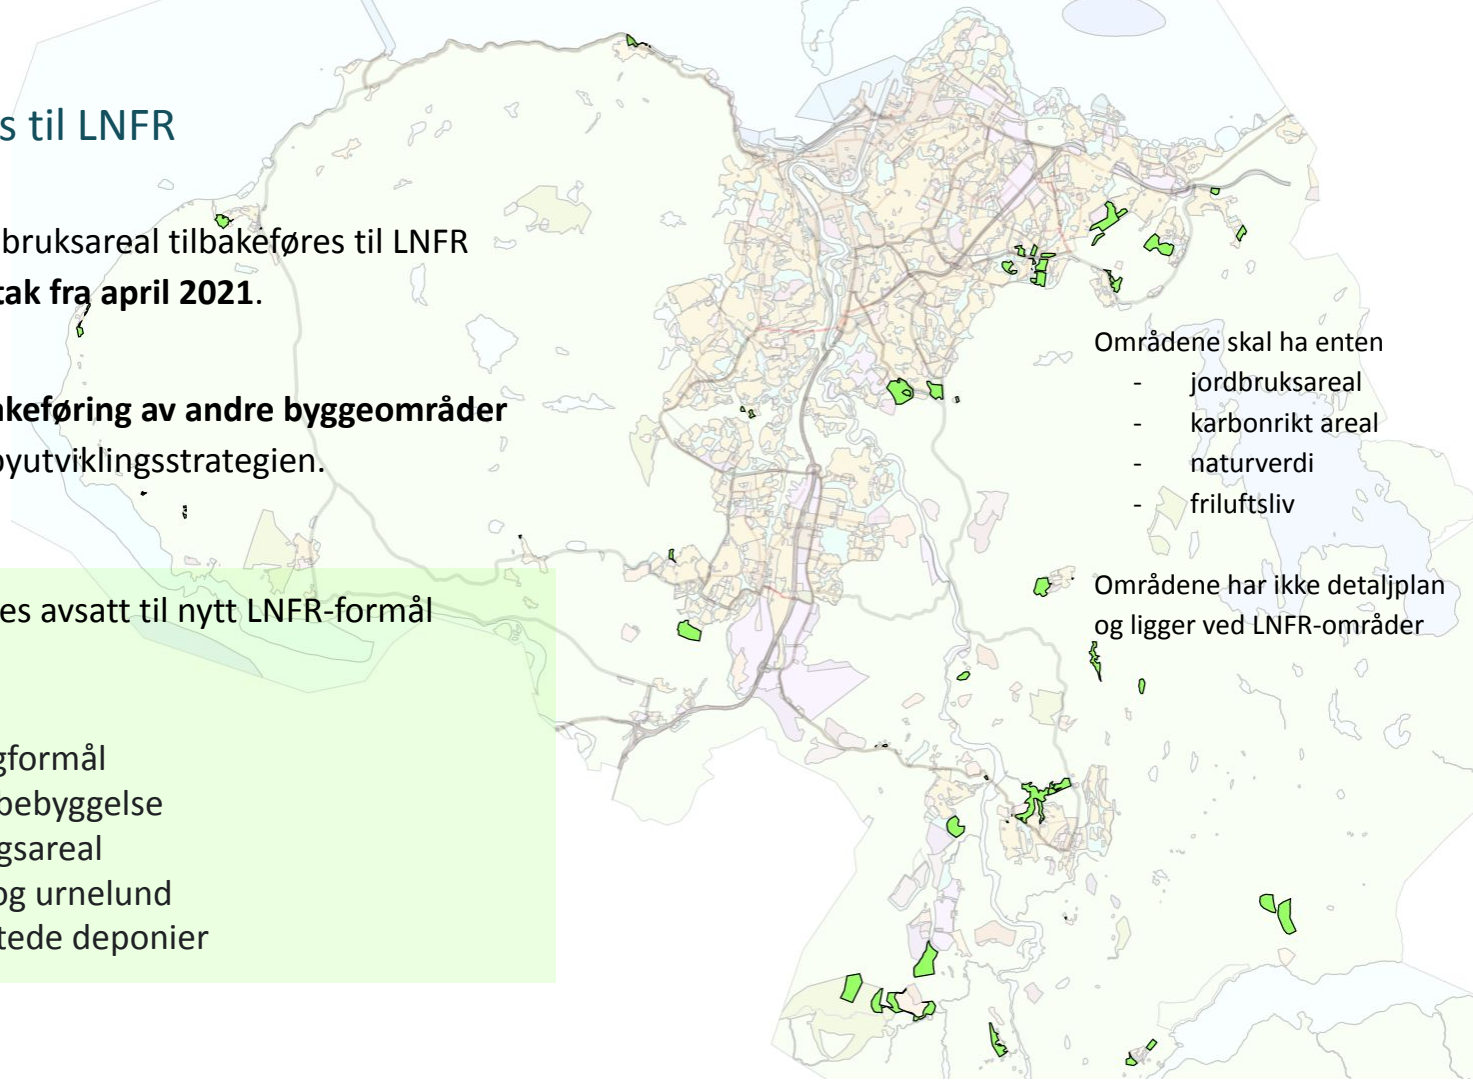 s til LNFR
bruksareal tilbakeføres til LNFR
tak fra april 2021.
akeføring av andre byggeområder
byutviklingsstrategien.
es avsatt til nytt LNFR-formål
gformål
bebyggelse
gsareal
og urnelund
tede deponier
Områdene skal ha enten
- jordbruksareal
- karbonrikt areal
- naturverdi
- friluftsliv
Områdene har ikke detaljplan
og ligger ved LNFR-områder